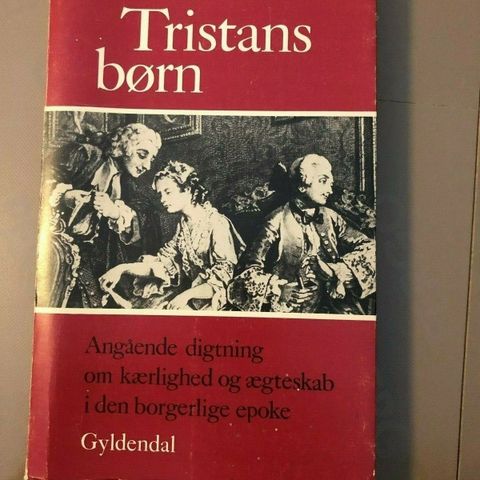 Tristans
børn
Angående digtning
om kærlighed og ægteskab
i den borgerlige epoke
Gyldendal